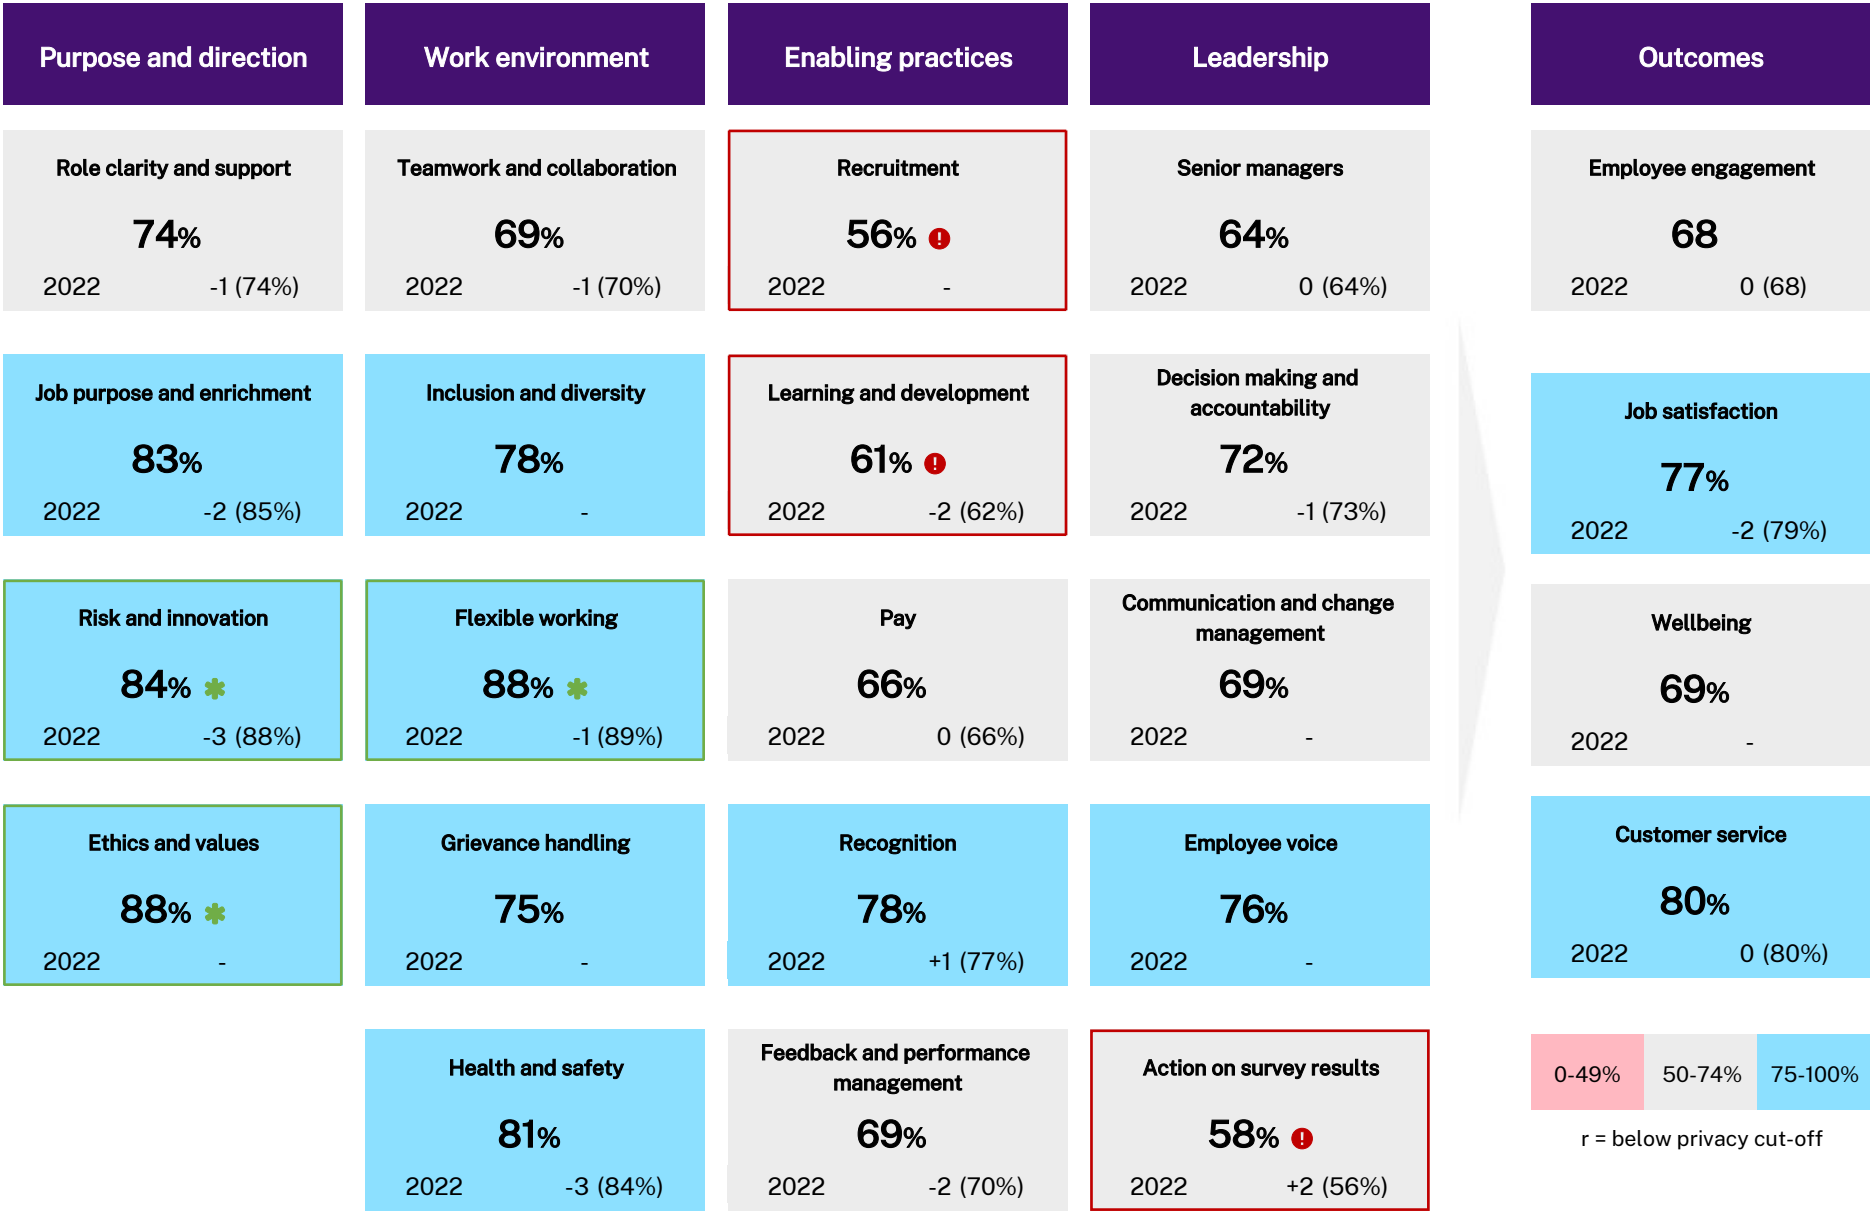 Purpose and direction
Role clarity and support
74%
2022 -1 (74%)
Job purpose and enrichment
83%
2022 -2 (85%)
Risk and innovation
84%
2022 -3 (88%)
Ethics and values
88%
2022 -
Work environment
Teamwork and collaboration
69%
2022 -1 (70%)
Inclusion and diversity
78%
2022 -
Flexible working
88%
2022 -1 (89%)
Grievance handling
75%
2022 -
Health and safety
81%
2022 -3 (84%)
Enabling practices
Recruitment
56% !
2022 -
Learning and development
61% !
2022 -2 (62%)
Pay
66%
2022 0 (66%)
Recognition
78%
2022 +1 (77%)
Feedback and performance
management
69%
2022 -2 (70%)
Leadership
Senior managers
64%
2022 0 (64%)
Decision making and
accountability
72%
2022 -1 (73%)
Communication and change
management
69%
2022 -
Employee voice
76%
2022 -
Action on survey results
58% !
2022 +2 (56%)
Outcomes
Employee engagement
68
2022 0 (68)
Job satisfaction
77%
2022 -2 (79%)
Wellbeing
69%
2022 -
Customer service
80%
2022 0 (80%)
0-49% 50-74% 75-100%
r = below privacy cut-off